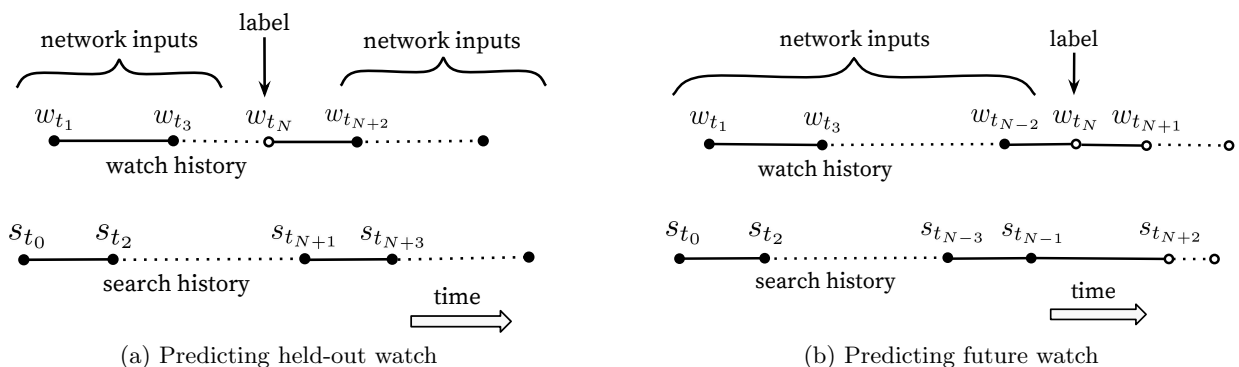 label
network inputs network inputs
w_{t_1} w_{t_3} w_{t_N} w_{t_{N+2}}
watch history
s_{t_0} s_{t_2} s_{t_{N+1}} s_{t_{N+3}}
search history
time
(a) Predicting held-out watch
network inputs label
w_{t_1} w_{t_3} w_{t_{N-2}} w_{t_N} w_{t_{N+1}}
watch history
s_{t_0} s_{t_2} s_{t_{N-3}} s_{t_{N-1}} s_{t_{N+2}}
search history
time
(b) Predicting future watch